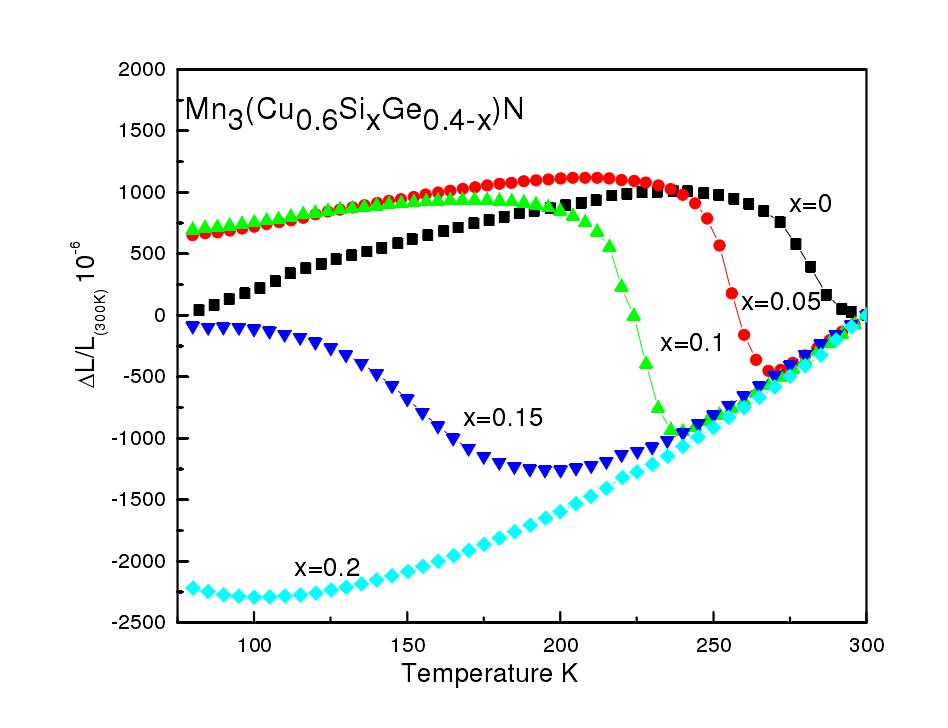 2000
Mn3(Cu0.6SixGe0.4-x)N
1500
1000
x=0
500
x=0.05
0
x=0.1
-500
x=0.15
-1000
-1500
x=0.2
-2000
-2500
ΔL/L(300K) 10-6
100 150 200 250 300
Temperature K